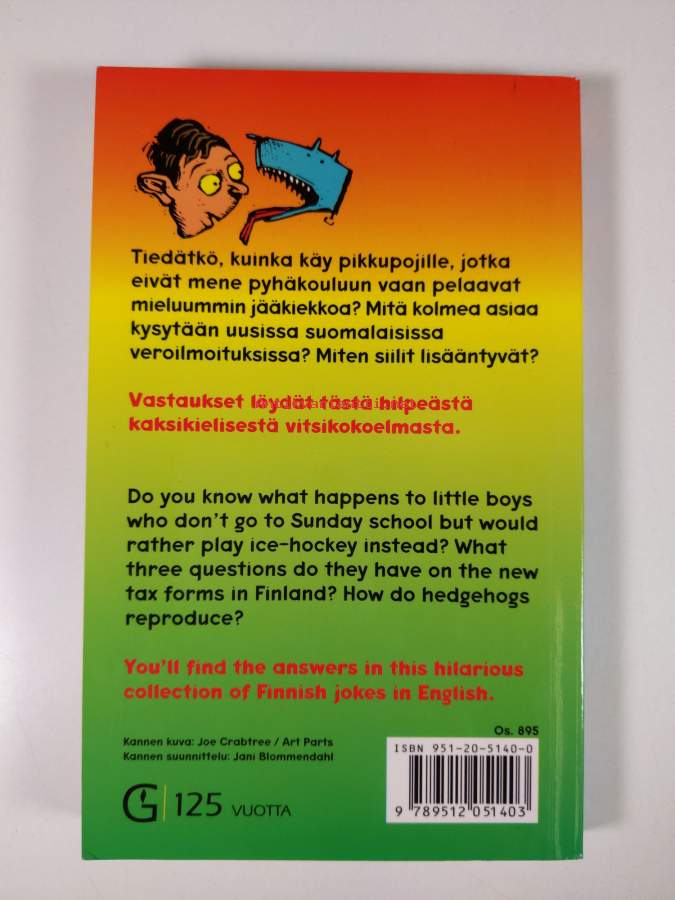 Tiedätkö, kuinka käy pikkupojille, jotka
eivät mene pyhäkouluun vaan pelaavat
mieluummin jääkiekkoa? Mitä kolmea asiaa
kysytään uusissa suomalaisissa
veroilmoituksissa? Miten siilit lisääntyvät?
Vastaukset löydät tästä hilpeästä
kaksikielisestä vitsikokoelmasta.
Do you know what happens to little boys
who don't go to Sunday school but would
rather play ice-hockey instead? What
three questions do they have on the new
tax forms in Finland? How do hedgehogs
reproduce?
You'll find the answers in this hilarious
collection of Finnish jokes in English.
Os. 895
Kannen kuva: Joe Crabtree / Art Parts
Kannen suunnittelu: Jani Blommendahl
ISBN 951-20-5140-0
G 125 VUOTTA
9 789512 051403